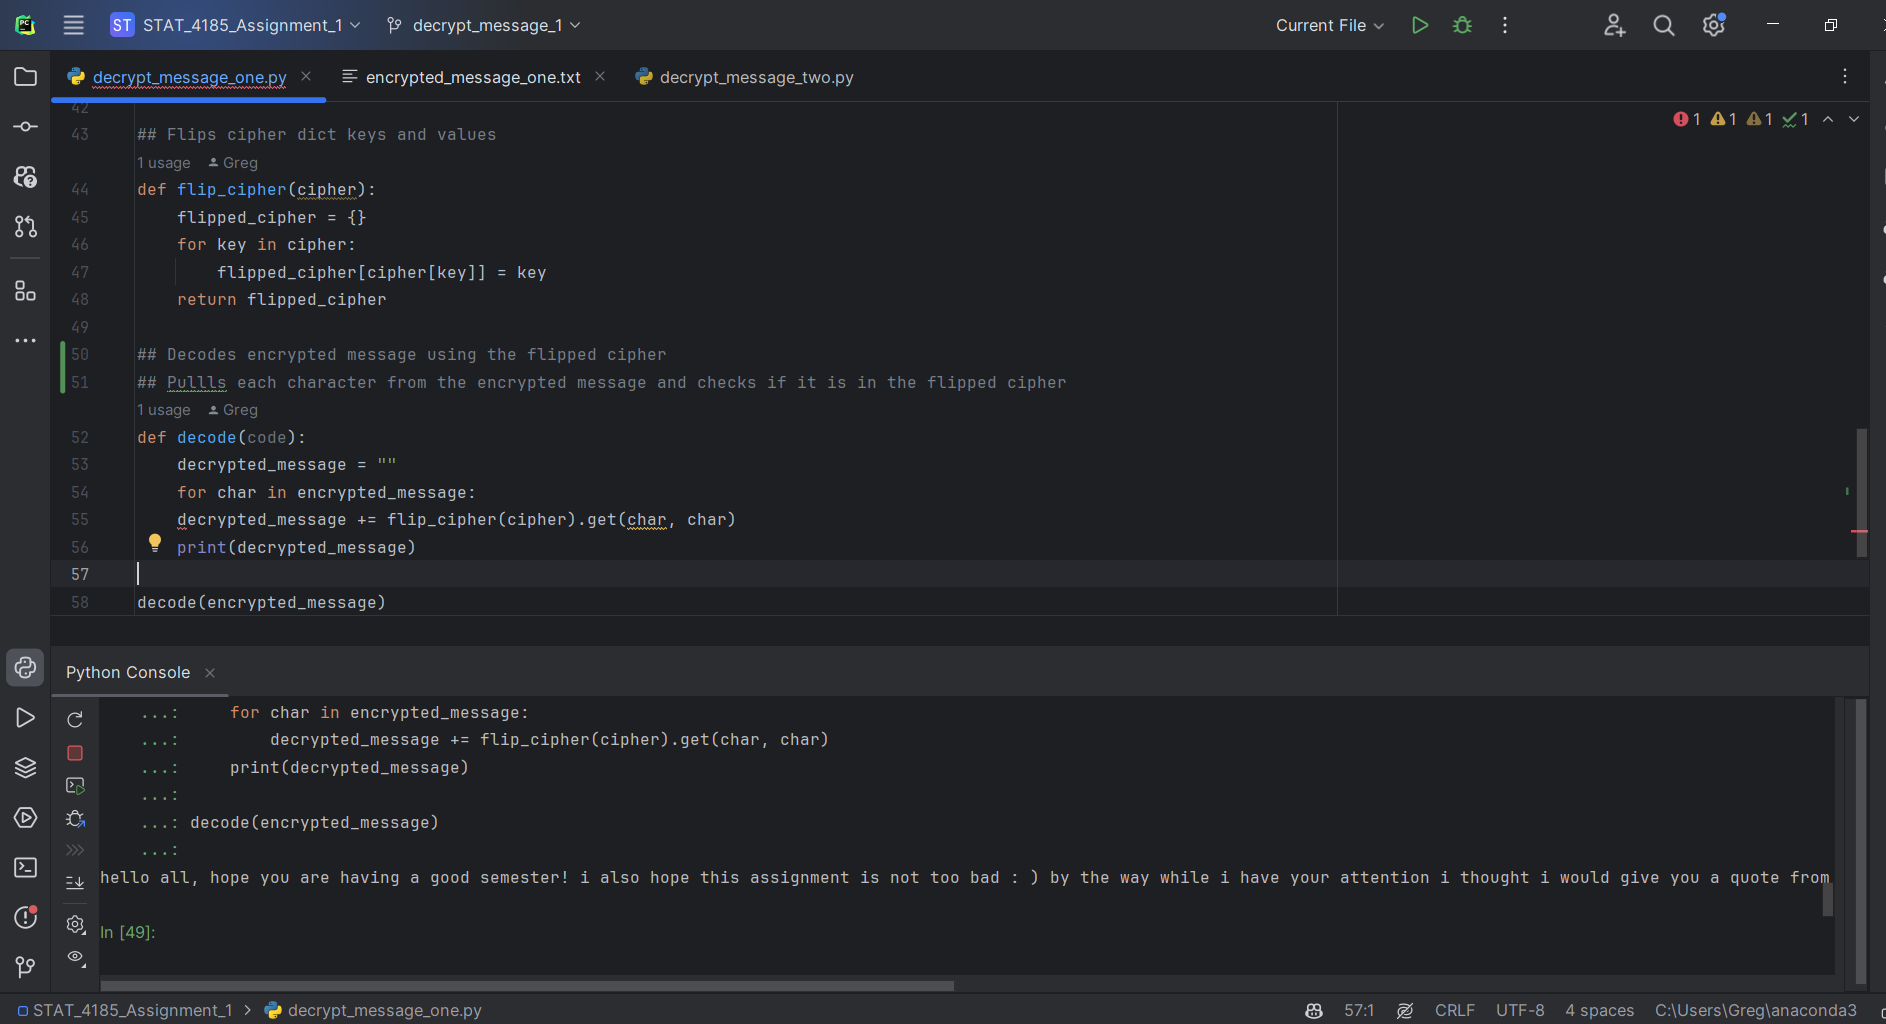 PC
ST STAT_4185_Assignment_1 decrypt_message_1 Current File
decrypt_message_one.py encrypted_message_one.txt decrypt_message_two.py
42
43 ## Flips cipher dict keys and values 1 1 1 1
1 usage Greg
44 def flip_cipher(cipher):
45 flipped_cipher = {}
46 for key in cipher:
47 flipped_cipher[cipher[key]] = key
48 return flipped_cipher
49
50 ## Decodes encrypted message using the flipped cipher
51 ## Pullls each character from the encrypted message and checks if it is in the flipped cipher
1 usage Greg
52 def decode(code):
53 decrypted_message = ""
54 for char in encrypted_message:
55 decrypted_message += flip_cipher(cipher).get(char, char)
56 print(decrypted_message)
57
58 decode(encrypted_message)
Python Console
...: for char in encrypted_message:
...: decrypted_message += flip_cipher(cipher).get(char, char)
...: print(decrypted_message)
...:
...: decode(encrypted_message)
...:
hello all, hope you are having a good semester! i also hope this assignment is not too bad : ) by the way while i have your attention i thought i would give you a quote from
In [49]:
STAT_4185_Assignment_1 > decrypt_message_one.py 57:1 CRLF UTF-8 4 spaces C:\Users\Greg\anaconda3